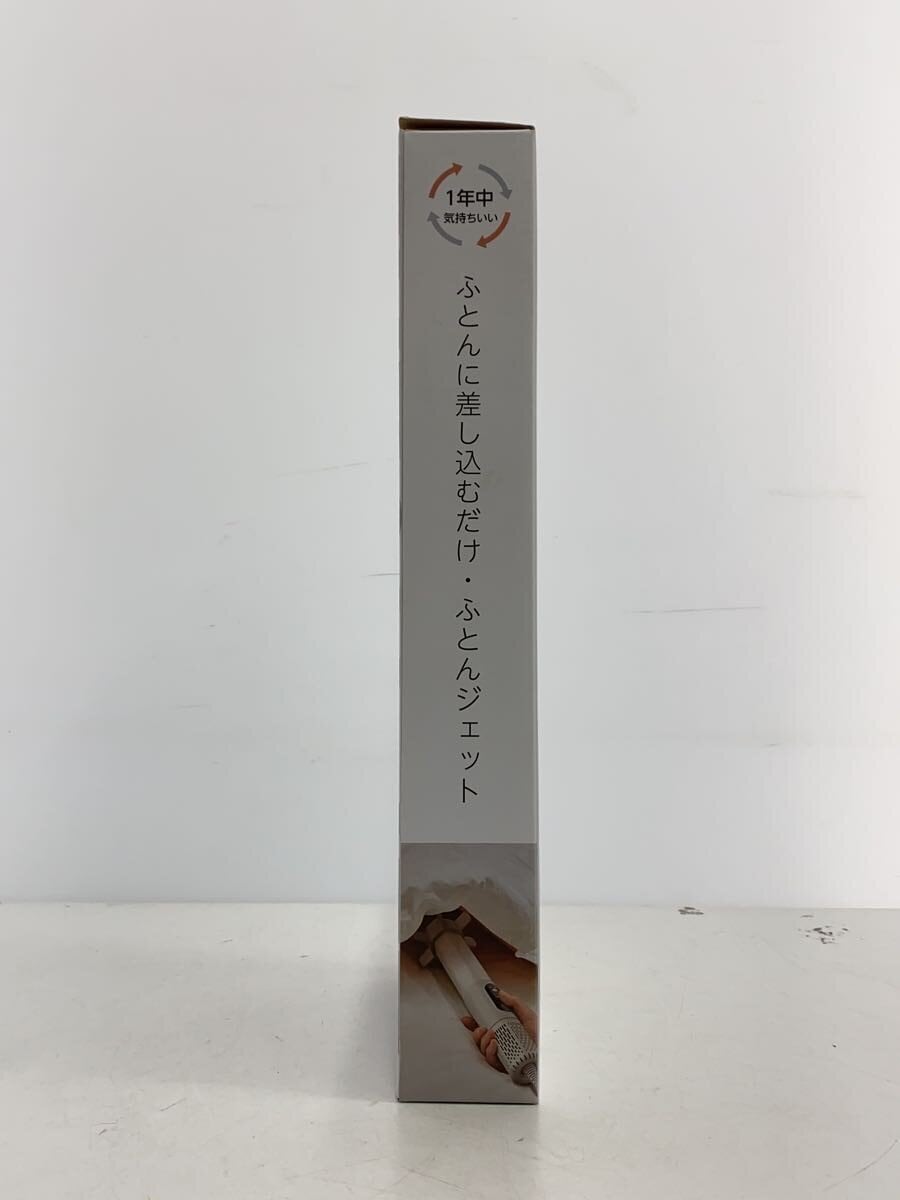 1年中
気持ちいい
ふとんに差し込むだけ・ふとんジェット